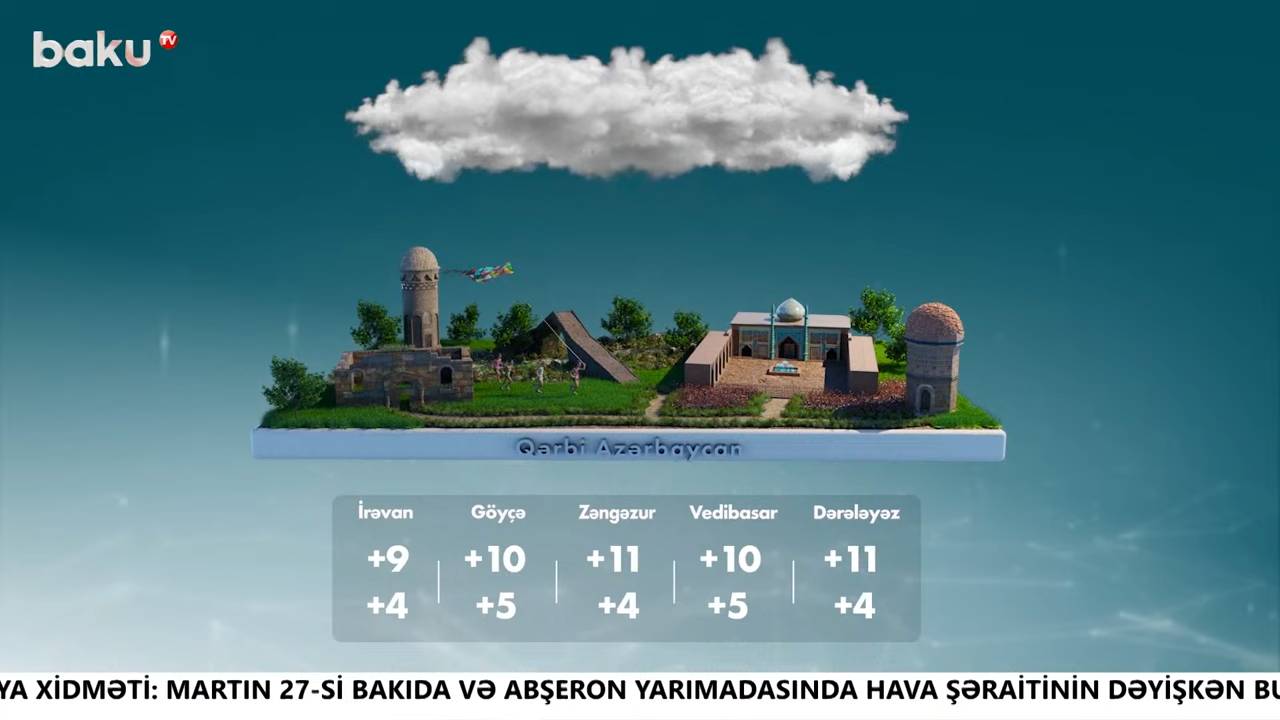 baku TV
Qərbi Azərbaycan
İrəvan Göyçə Zəngəzur Vedibasar Dərələyəz
+9 +10 +11 +10 +11
+4 +5 +4 +5 +4
YA XİDMƏTİ: MARTIN 27-Sİ BAKIDA VƏ ABŞERON YARIMADASINDA HAVA ŞƏRAİTİNİN DƏYİŞKƏN BU